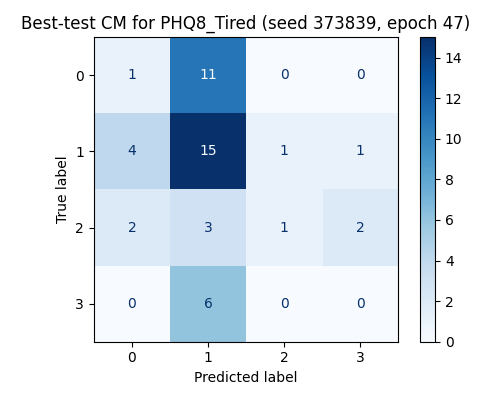 Best-test CM for PHQ8_Tired (seed 373839, epoch 47)
True label
0 1 11 0 0
1 4 15 1 1
2 2 3 1 2
3 0 6 0 0
0 1 2 3
Predicted label
14
12
10
8
6
4
2
0